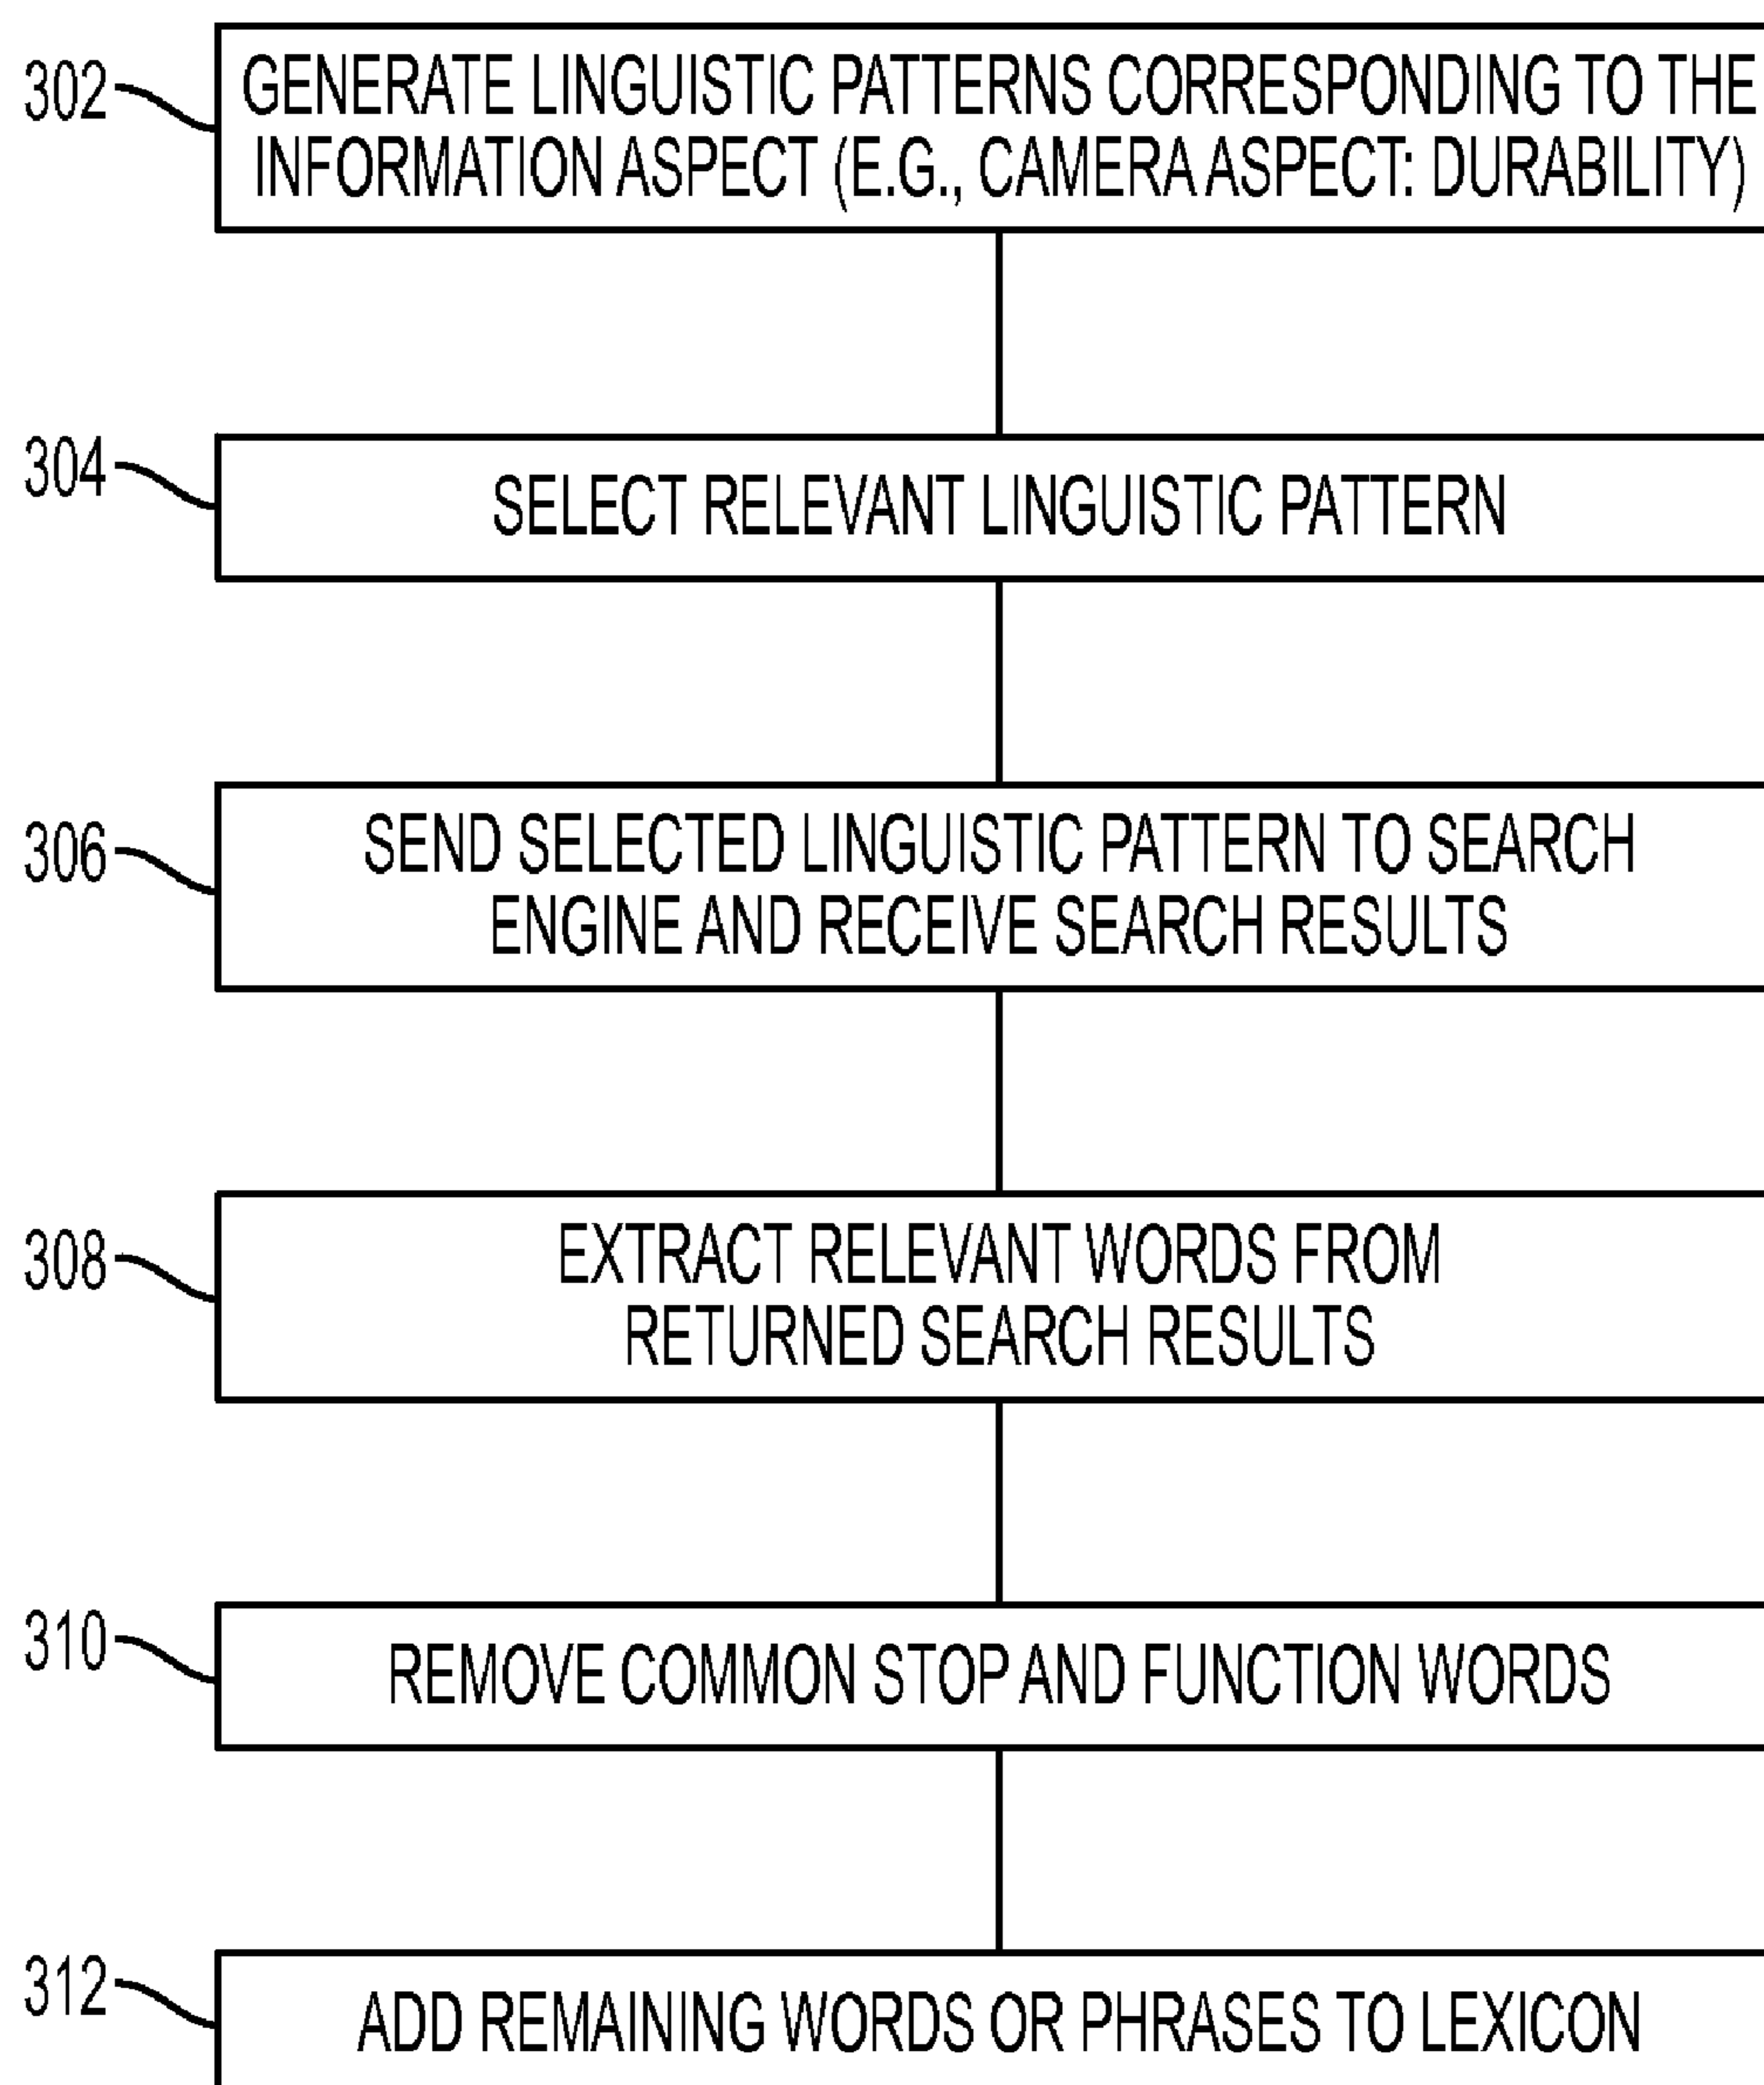 302
GENERATE LINGUISTIC PATTERNS CORRESPONDING TO THE
INFORMATION ASPECT (E.G., CAMERA ASPECT: DURABILITY)
304
SELECT RELEVANT LINGUISTIC PATTERN
306
SEND SELECTED LINGUISTIC PATTERN TO SEARCH
ENGINE AND RECEIVE SEARCH RESULTS
308
EXTRACT RELEVANT WORDS FROM
RETURNED SEARCH RESULTS
310
REMOVE COMMON STOP AND FUNCTION WORDS
312
ADD REMAINING WORDS OR PHRASES TO LEXICON